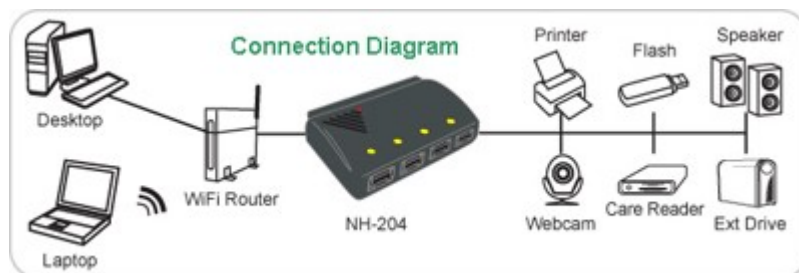 Connection Diagram
Printer
Flash
Speaker
Desktop
WiFi Router
NH-204
Webcam
Care Reader
Ext Drive
Laptop